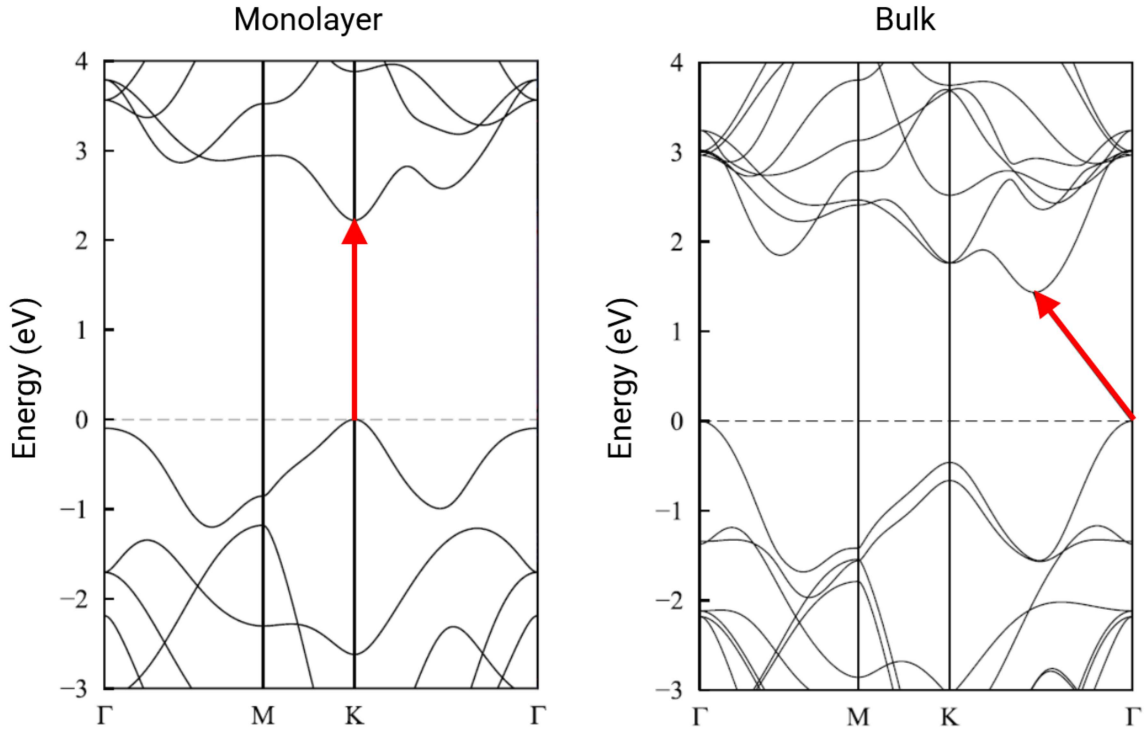 Monolayer
Energy (eV)
4
3
2
1
0
−1
−2
−3
Γ M K Γ
Bulk
Energy (eV)
4
3
2
1
0
−1
−2
−3
Γ M K Γ